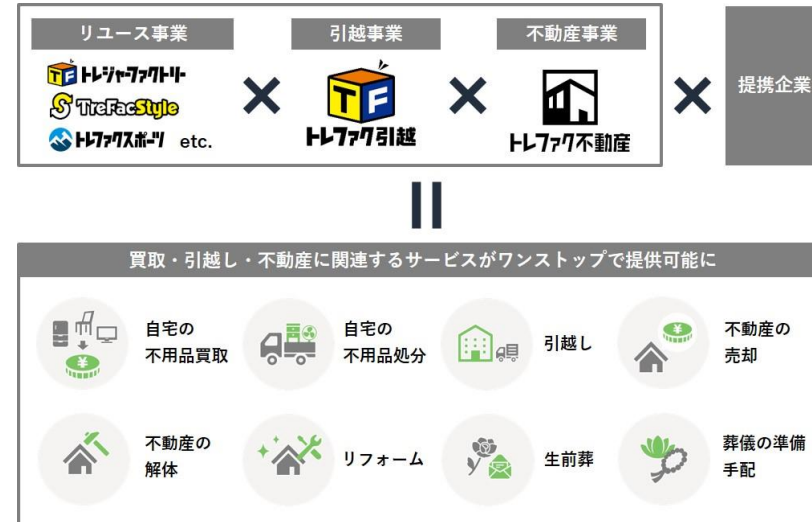 リユース事業
引越事業
不動産事業
TF トレジャーファクトリー
TreFacStyle
トレファクスポーツ etc.
TF
トレファク引越
トレファク不動産
提携企業
買取・引越し・不動産に関連するサービスがワンストップで提供可能に
自宅の
不用品買取
自宅の
不用品処分
引越し
不動産の
売却
不動産の
解体
リフォーム
生前葬
葬儀の準備
手配